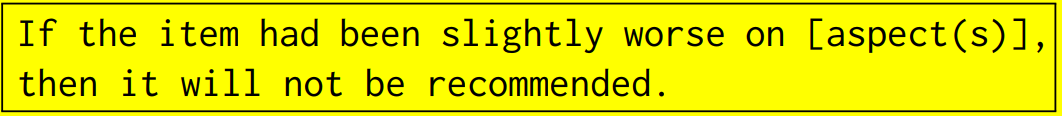 If the item had been slightly worse on [aspect(s)],
then it will not be recommended.